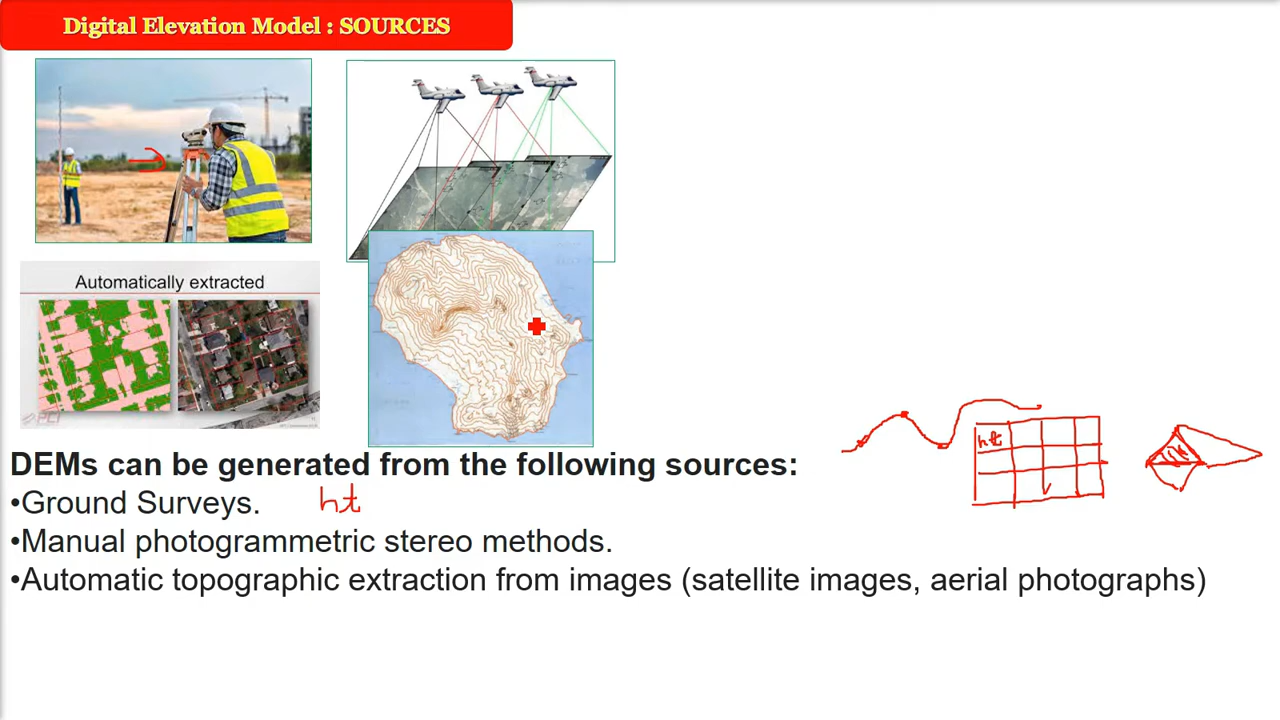 Digital Elevation Model : SOURCES
Automatically extracted
PCI
ht
DEMs can be generated from the following sources:
•Ground Surveys. ht
•Manual photogrammetric stereo methods.
•Automatic topographic extraction from images (satellite images, aerial photographs)